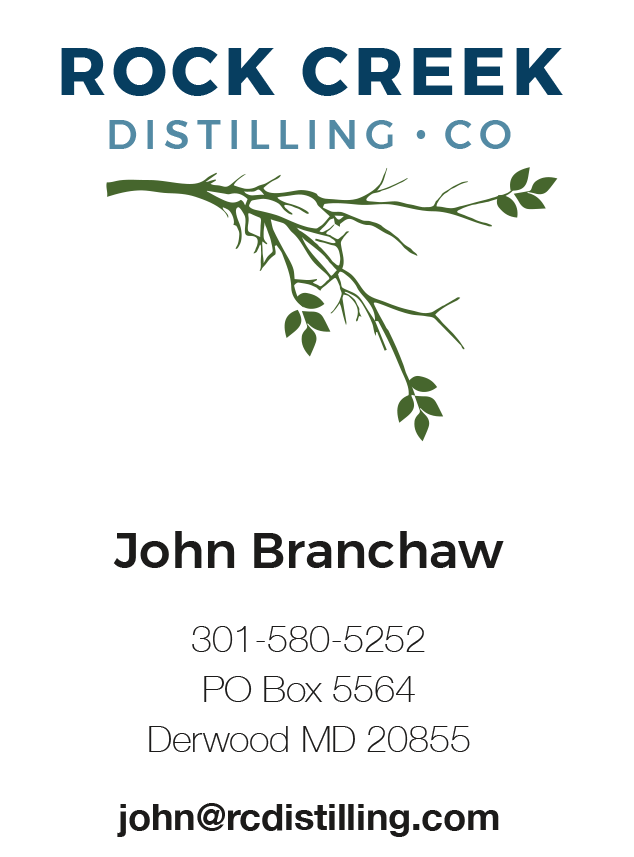 ROCK CREEK
DISTILLING • CO
John Branchaw
301-580-5252
PO Box 5564
Derwood MD 20855
john@rcdistilling.com